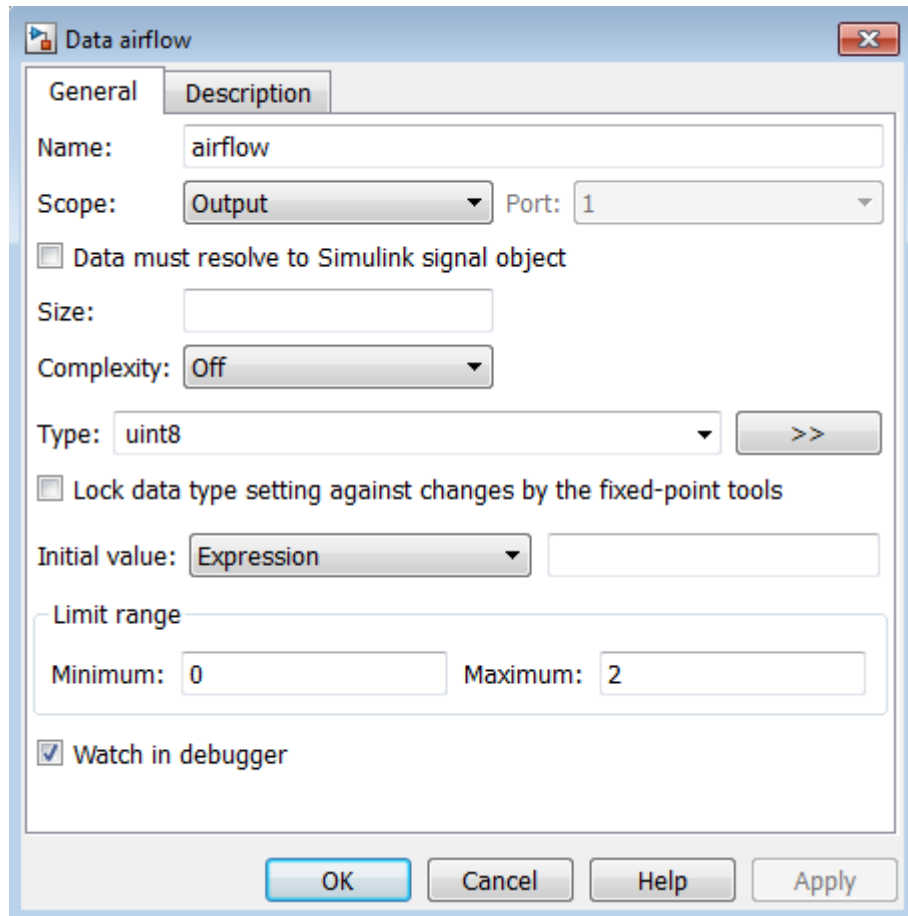 Data airflow
General Description
Name: airflow
Scope: Output Port: 1
Data must resolve to Simulink signal object
Size:
Complexity: Off
Type: uint8 >>
Lock data type setting against changes by the fixed-point tools
Initial value: Expression
Limit range
Minimum: 0 Maximum: 2
Watch in debugger
OK Cancel Help Apply